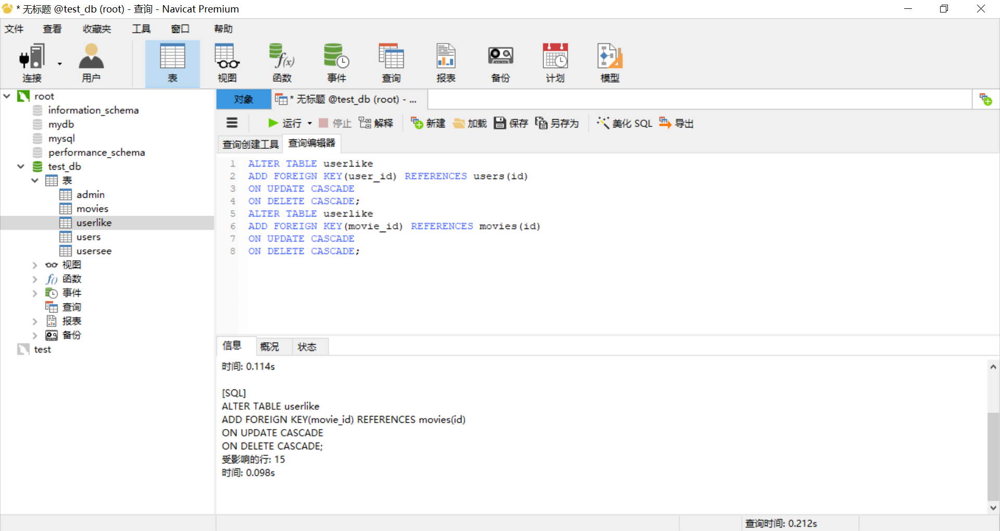 * 无标题 @test_db (root) - 查询 - Navicat Premium
文件 查看 收藏夹 工具 窗口 帮助
连接 用户 表 视图 函数 事件 查询 报表 备份 计划 模型
root
information_schema
mydb
mysql
performance_schema
test_db
表
admin
movies
userlike
users
usersee
视图
函数
事件
查询
报表
备份
test
对象 * 无标题 @test_db (root) - ...
运行 停止 解释 新建 加载 保存 另存为 美化 SQL 导出
查询创建工具 查询编辑器
1 ALTER TABLE userlike
2 ADD FOREIGN KEY(user_id) REFERENCES users(id)
3 ON UPDATE CASCADE
4 ON DELETE CASCADE;
5 ALTER TABLE userlike
6 ADD FOREIGN KEY(movie_id) REFERENCES movies(id)
7 ON UPDATE CASCADE
8 ON DELETE CASCADE;
信息 概况 状态
时间: 0.114s
[SQL]
ALTER TABLE userlike
ADD FOREIGN KEY(movie_id) REFERENCES movies(id)
ON UPDATE CASCADE
ON DELETE CASCADE;
受影响的行: 15
时间: 0.098s
查询时间: 0.212s